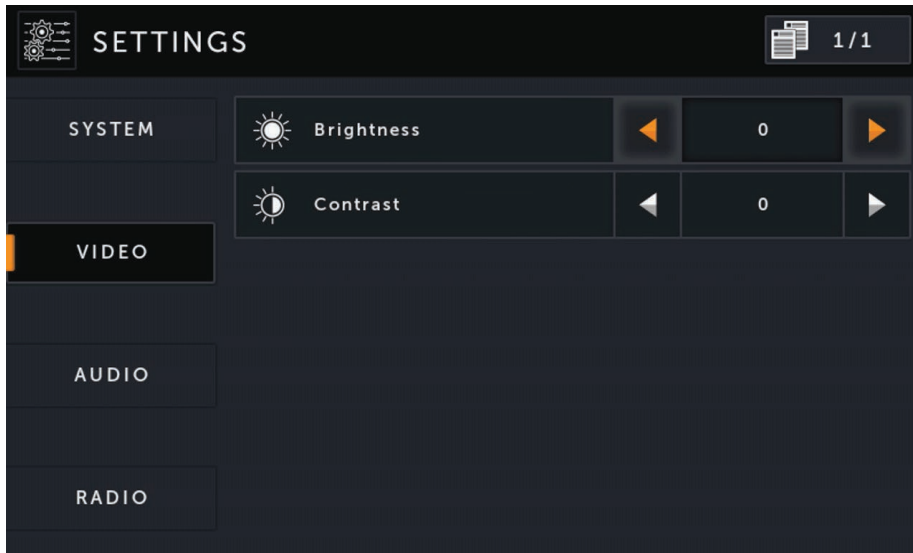 SETTINGS
1/1
SYSTEM
Brightness
0
Contrast
0
VIDEO
AUDIO
RADIO